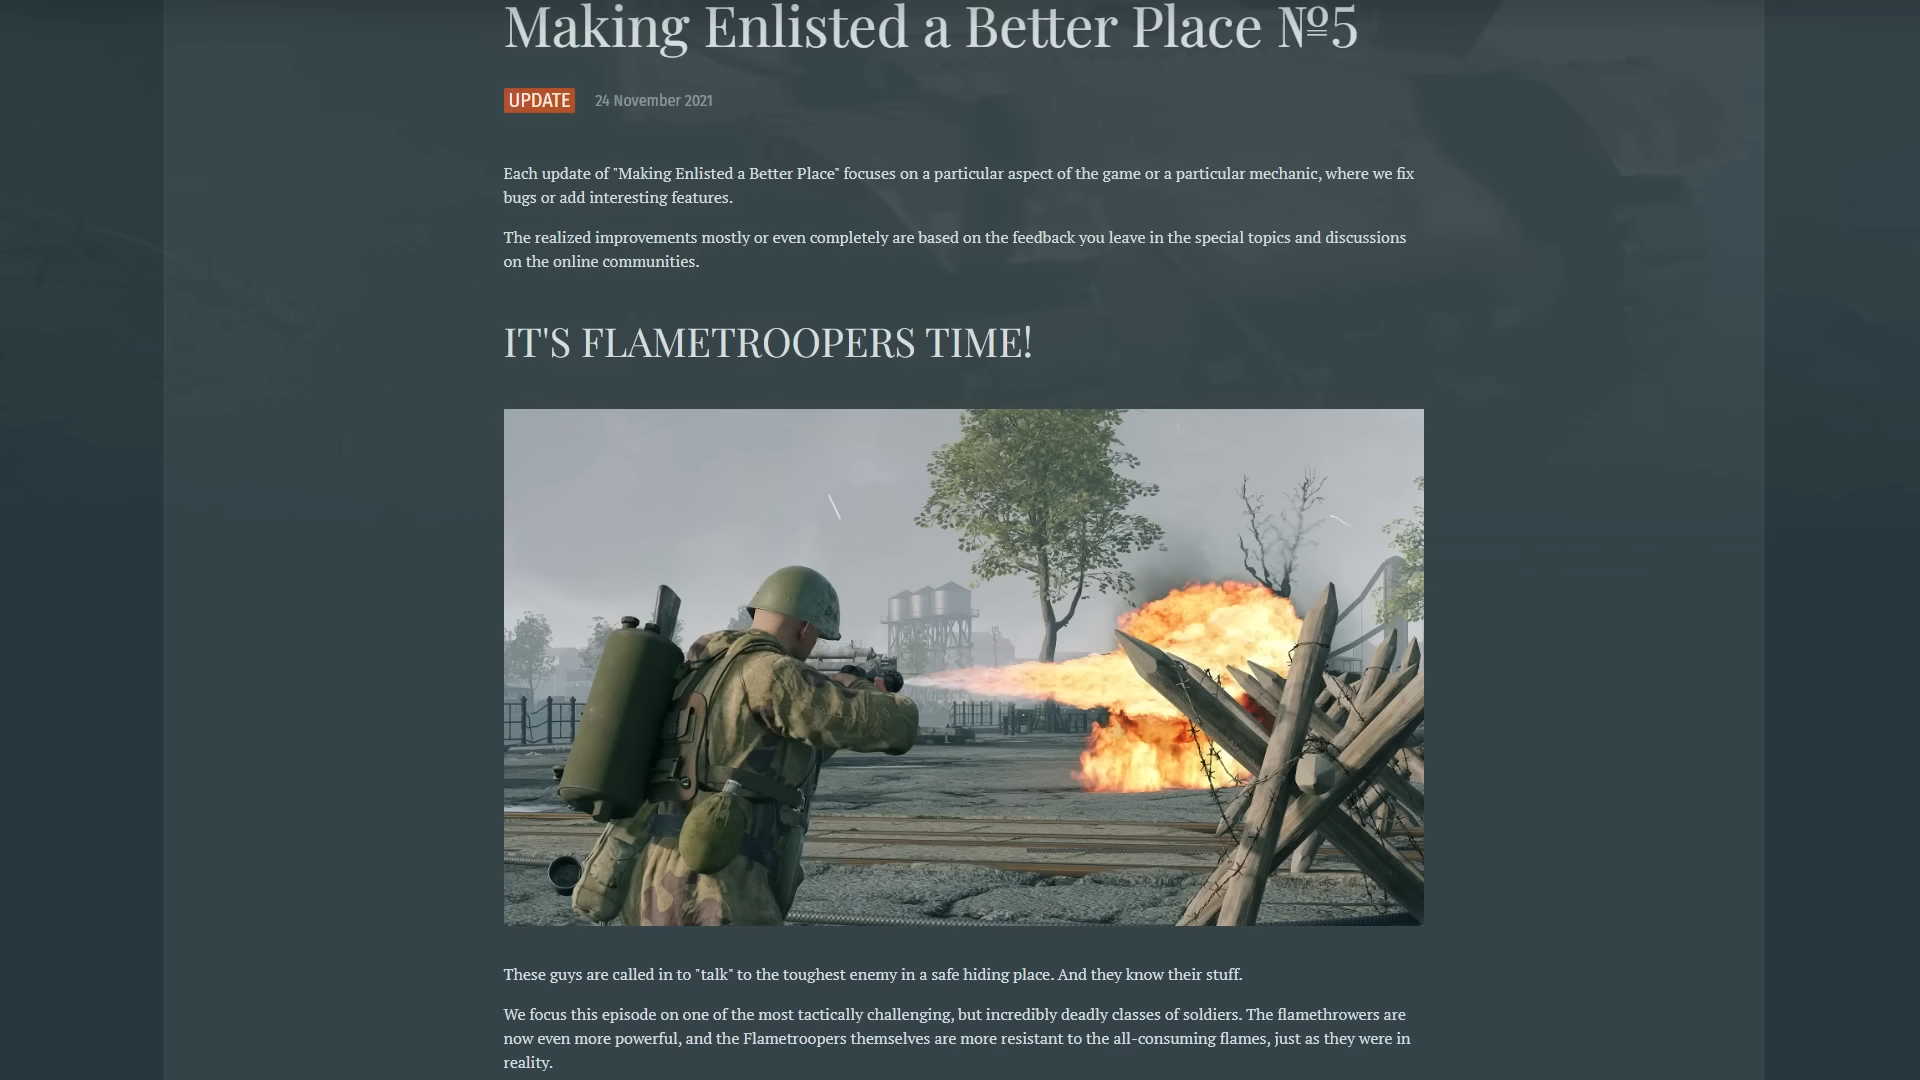 Making Enlisted a Better Place №5
UPDATE 24 November 2021
Each update of "Making Enlisted a Better Place" focuses on a particular aspect of the game or a particular mechanic, where we fix
bugs or add interesting features.
The realized improvements mostly or even completely are based on the feedback you leave in the special topics and discussions
on the online communities.
IT'S FLAMETROOPERS TIME!
These guys are called in to "talk" to the toughest enemy in a safe hiding place. And they know their stuff.
We focus this episode on one of the most tactically challenging, but incredibly deadly classes of soldiers. The flamethrowers are
now even more powerful, and the Flametroopers themselves are more resistant to the all-consuming flames, just as they were in
reality.